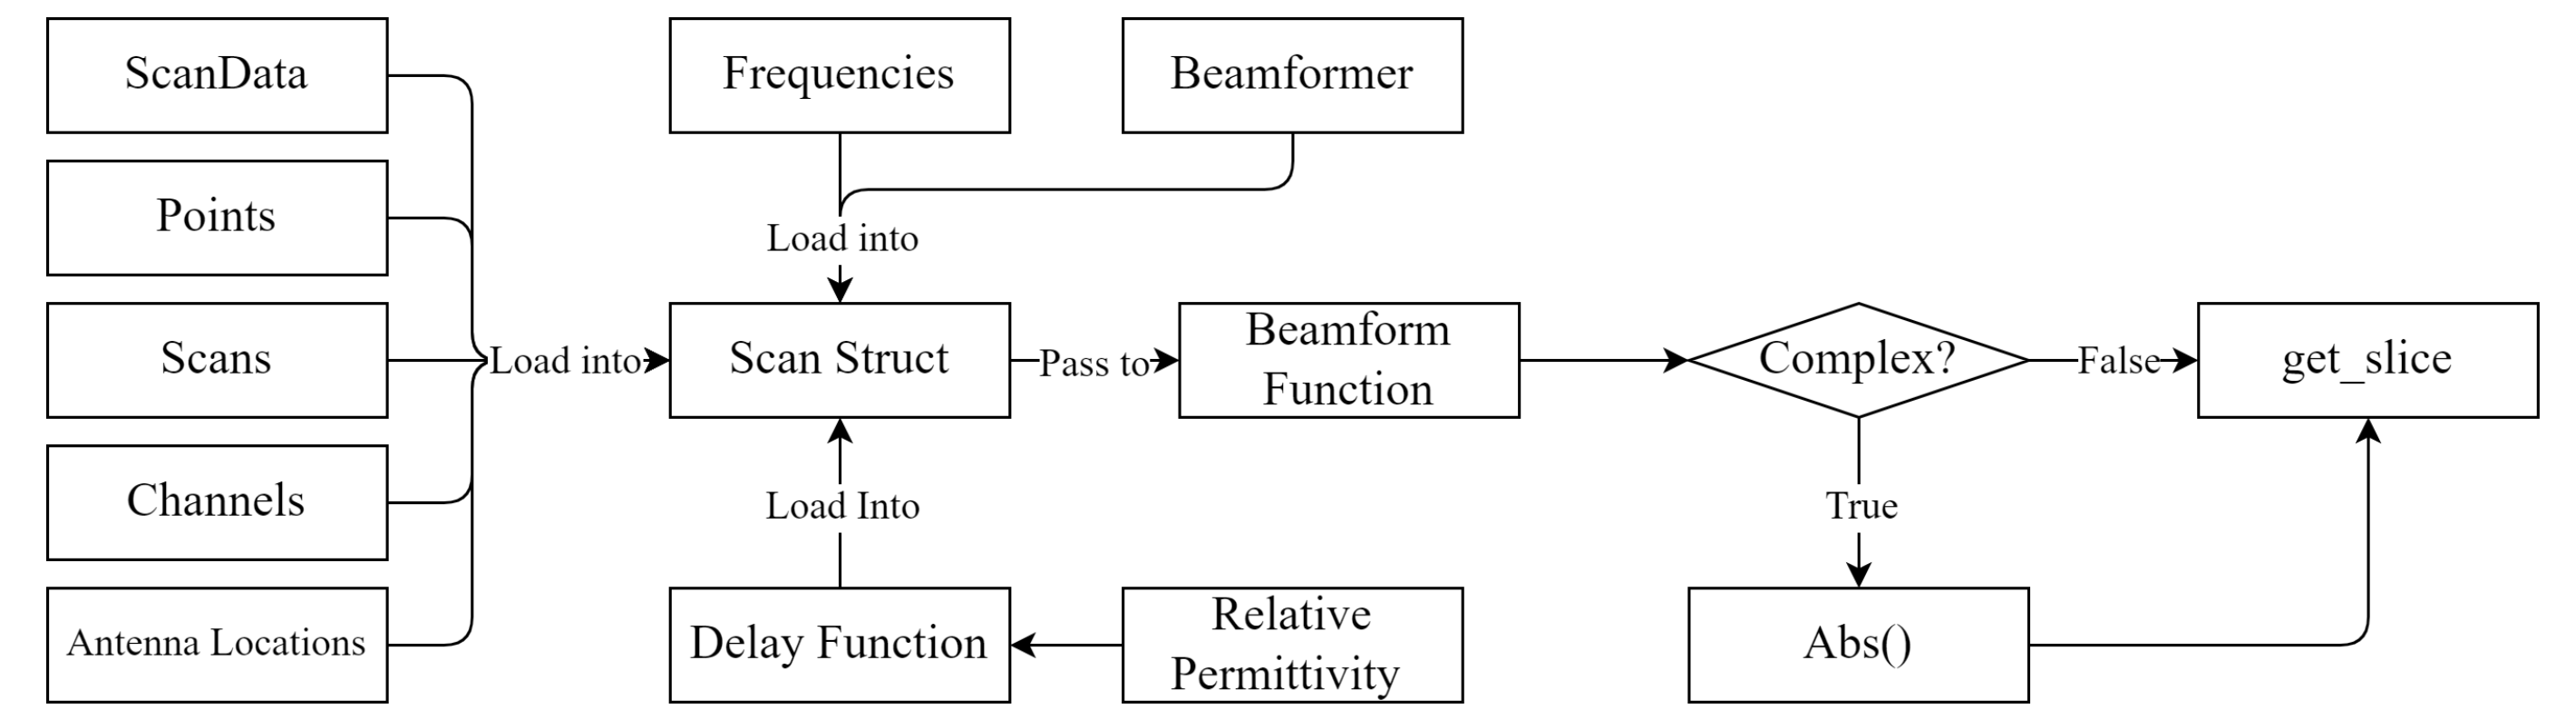 ScanData
Points
Scans
Channels
Antenna Locations
Load into
Frequencies
Beamformer
Load into
Scan Struct
Load Into
Delay Function
Relative
Permittivity
Pass to
Beamform
Function
Complex?
False
get_slice
True
Abs()